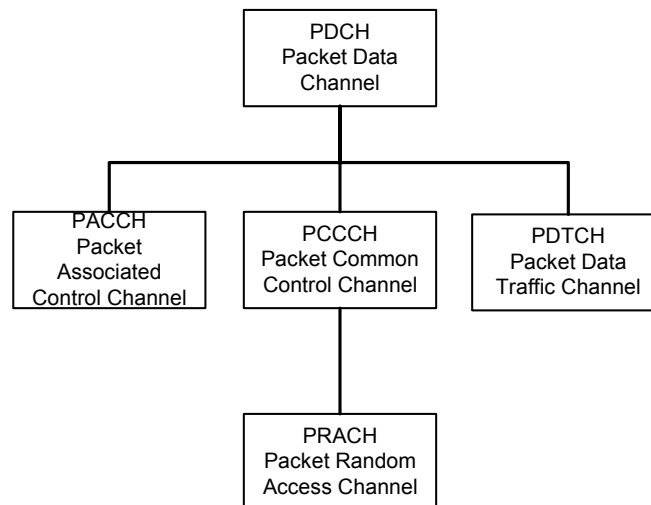 PDCH
Packet Data
Channel
PACCH
Packet
Associated
Control Channel
PCCCH
Packet Common
Control Channel
PDTCH
Packet Data
Traffic Channel
PRACH
Packet Random
Access Channel